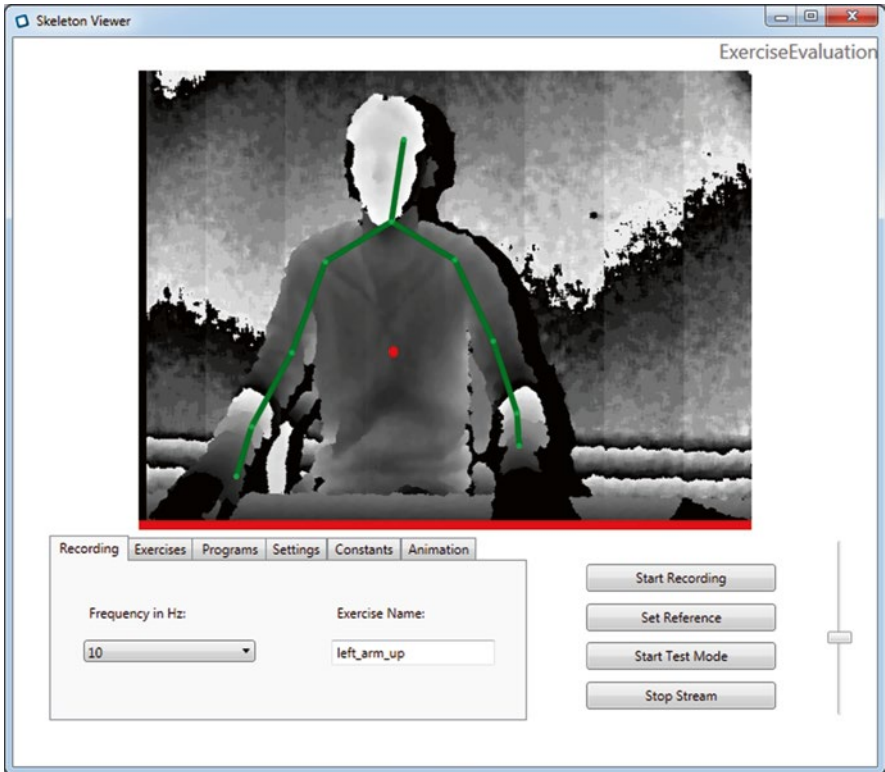 Skeleton Viewer
ExerciseEvaluation
Recording Exercises Programs Settings Constants Animation
Frequency in Hz: Exercise Name:
10 left_arm_up
Start Recording
Set Reference
Start Test Mode
Stop Stream